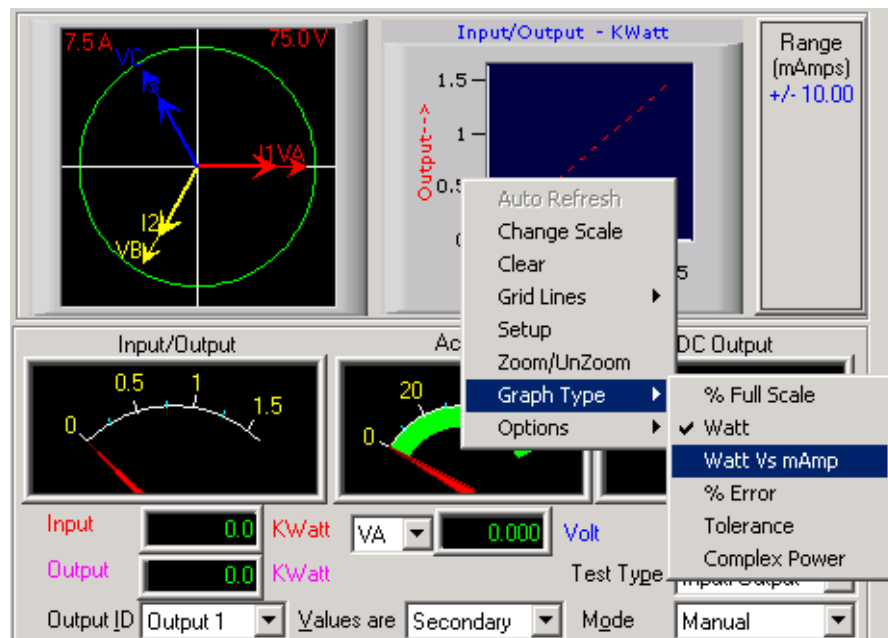 7.5 A
75.0 V
VC
I1VA
I2
VB
Input/Output - KWatt
1.5
1
0.5
Output-->
5
Range
(mAmps)
+/- 10.00
Auto Refresh
Change Scale
Clear
Grid Lines
Setup
Zoom/UnZoom
Graph Type
Options
% Full Scale
Watt
Watt Vs mAmp
% Error
Tolerance
Complex Power
Input/Output
0
0.5
1
1.5
Ac
0
20
DC Output
Input
0.0
KWatt
VA
0.000
Volt
Output
0.0
KWatt
Test Type
Output ID
Output 1
Values are
Secondary
Mode
Manual